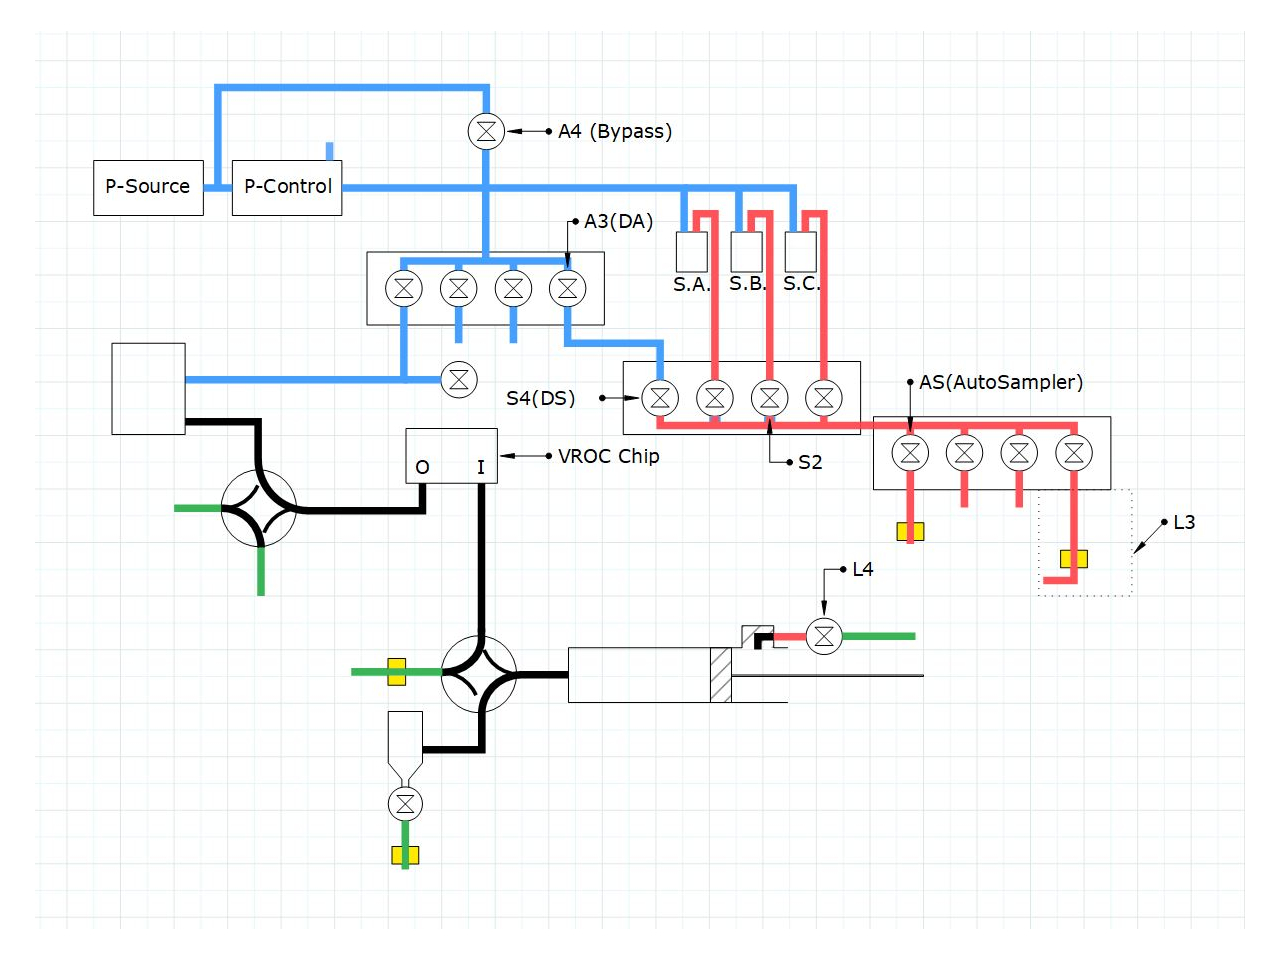 A4 (Bypass)
P-Source
P-Control
A3(DA)
S.A.
S.B.
S.C.
AS(AutoSampler)
S4(DS)
VROC Chip
S2
O
I
L3
L4